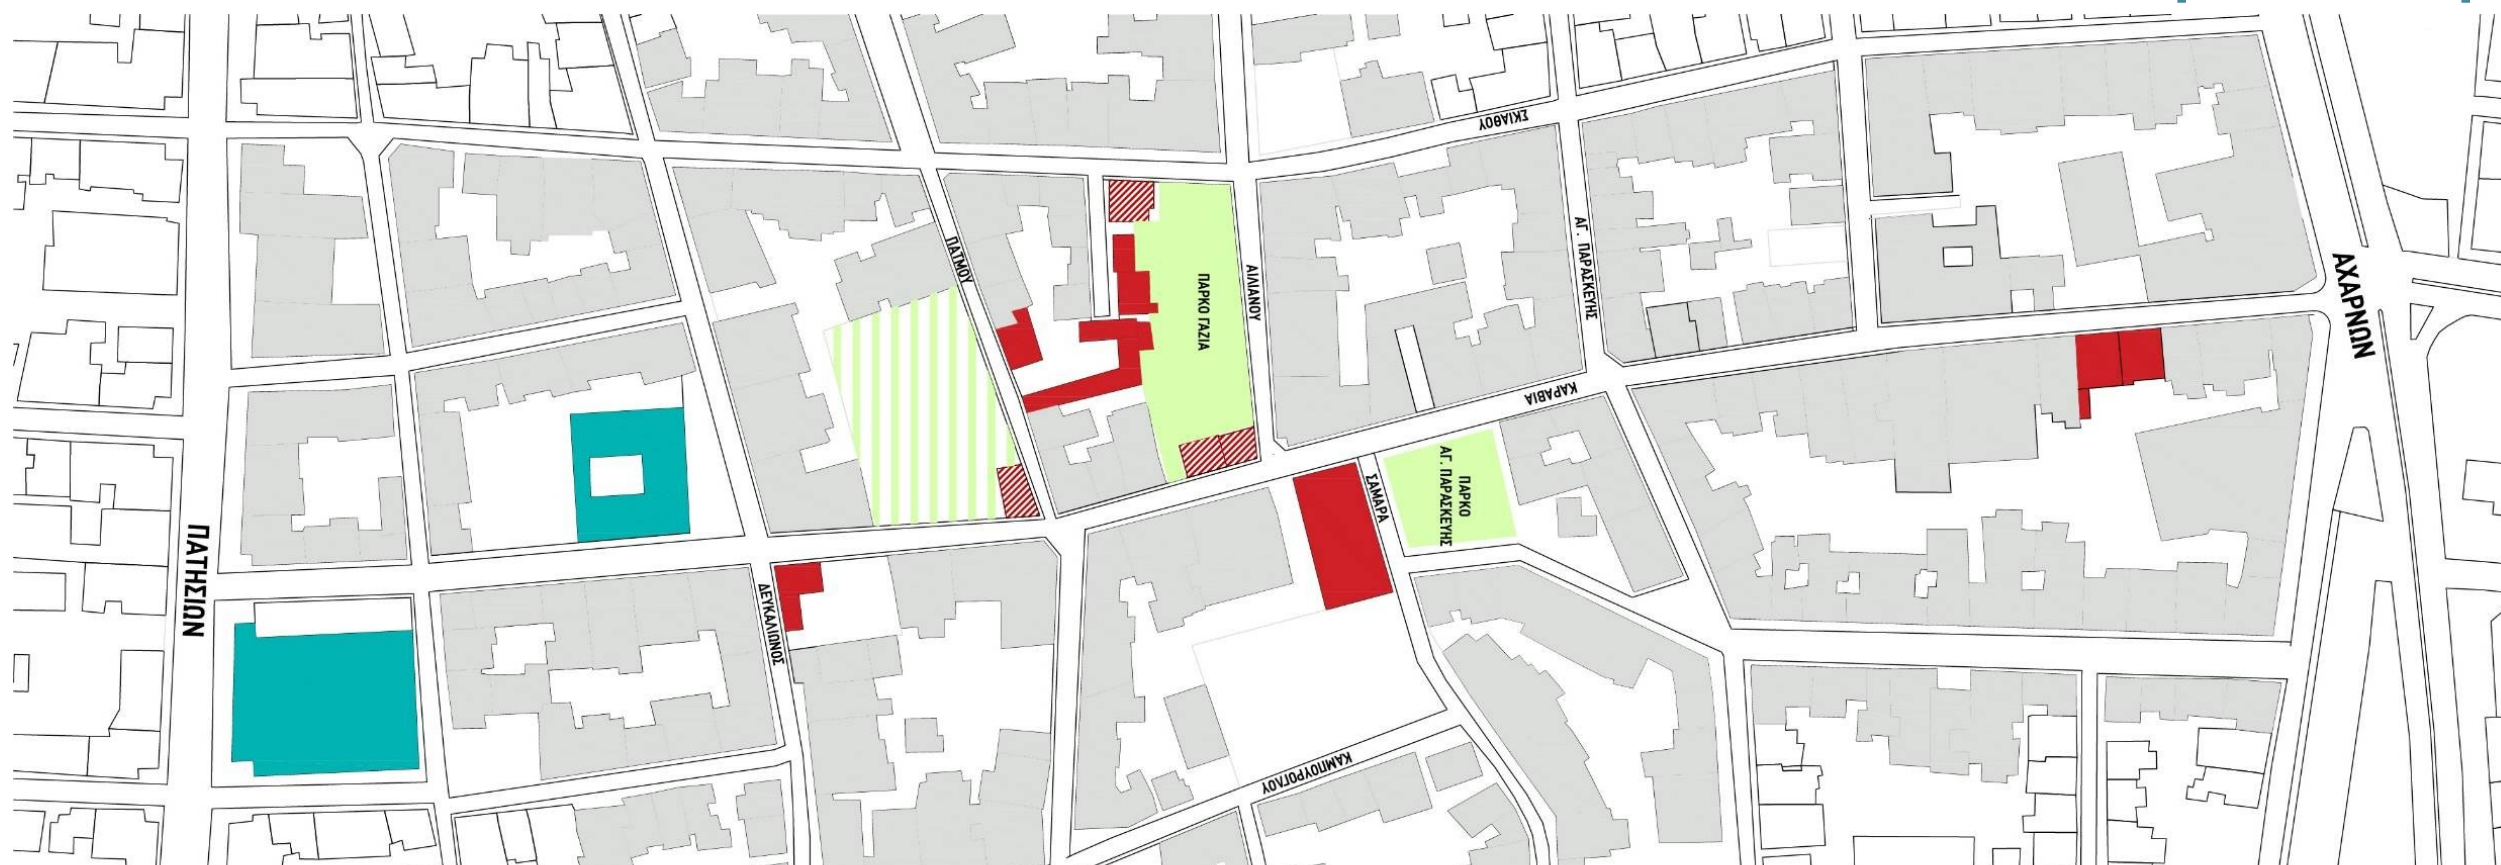 ΣΚΙΑΘΟΥ
ΠΑΤΜΟΥ
ΠΑΡΚΟ ΓΑΖΙΑ
ΑΙΛΙΑΝΟΥ
ΑΓ. ΠΑΡΑΣΚΕΥΗΣ
ΑΧΑΡΝΩΝ
ΚΑΡΑΒΙΑ
ΠΑΡΚΟ
ΑΓ. ΠΑΡΑΣΚΕΥΗΣ
ΣΑΜΑΡΑ
ΠΑΤΗΣΙΩΝ
ΔΕΥΚΑΛΙΩΝΟΣ
ΚΑΜΠΟΥΡΟΓΛΟΥ